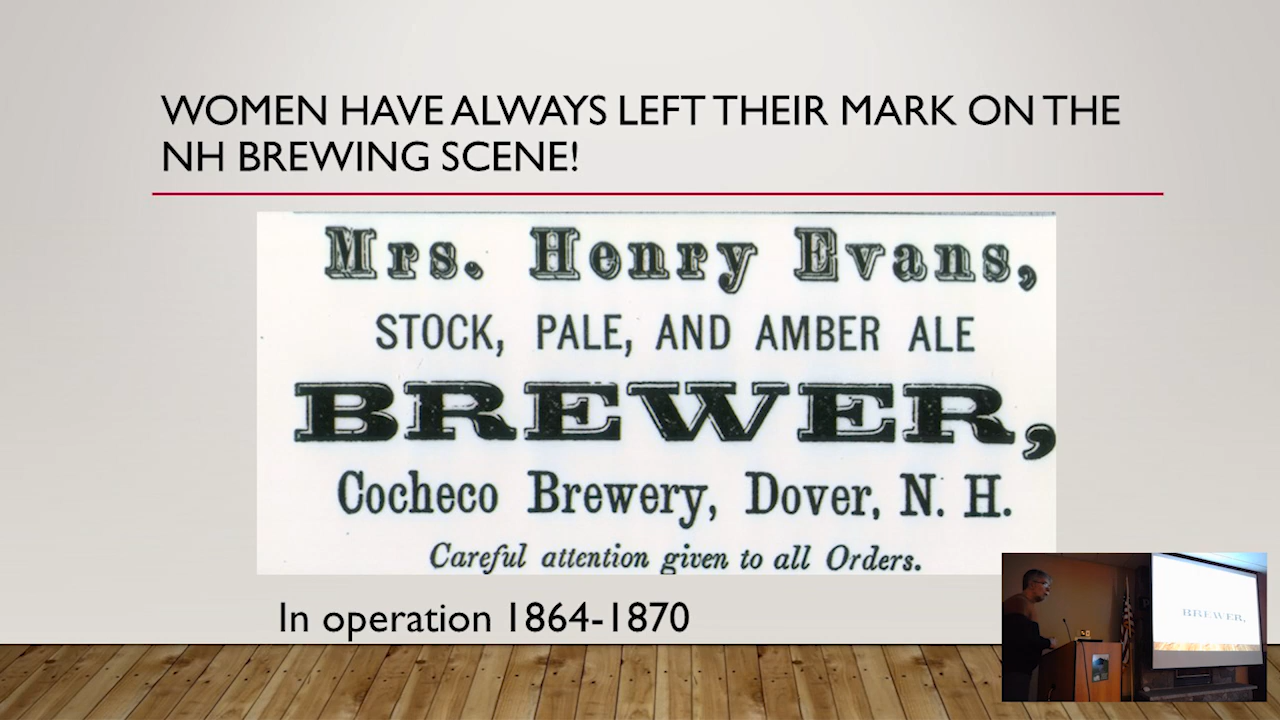 WOMEN HAVE ALWAYS LEFT THEIR MARK ON THE
NH BREWING SCENE!
Mrs. Henry Evans,
STOCK, PALE, AND AMBER ALE
BREWER,
Cocheco Brewery, Dover, N. H.
Careful attention given to all Orders.
In operation 1864-1870
BREWER,